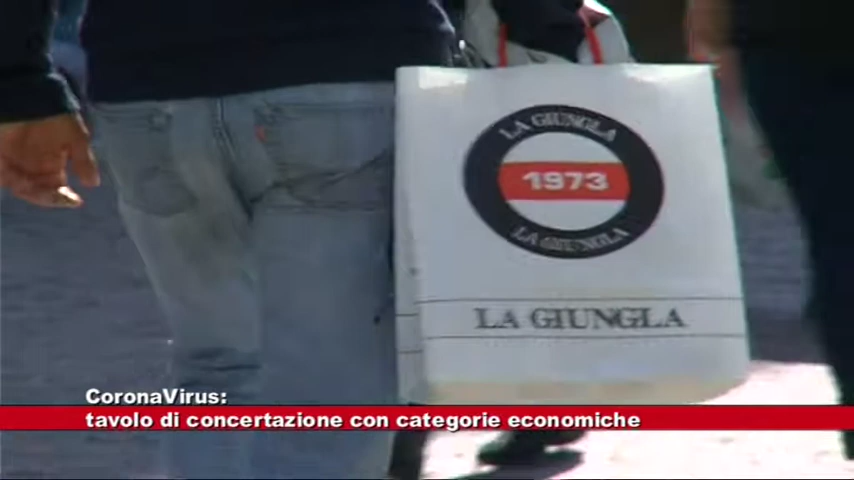 LA GIUNGLA
1973
LA GIUNGLA
LA GIUNGLA
CoronaVirus:
tavolo di concertazione con categorie economiche